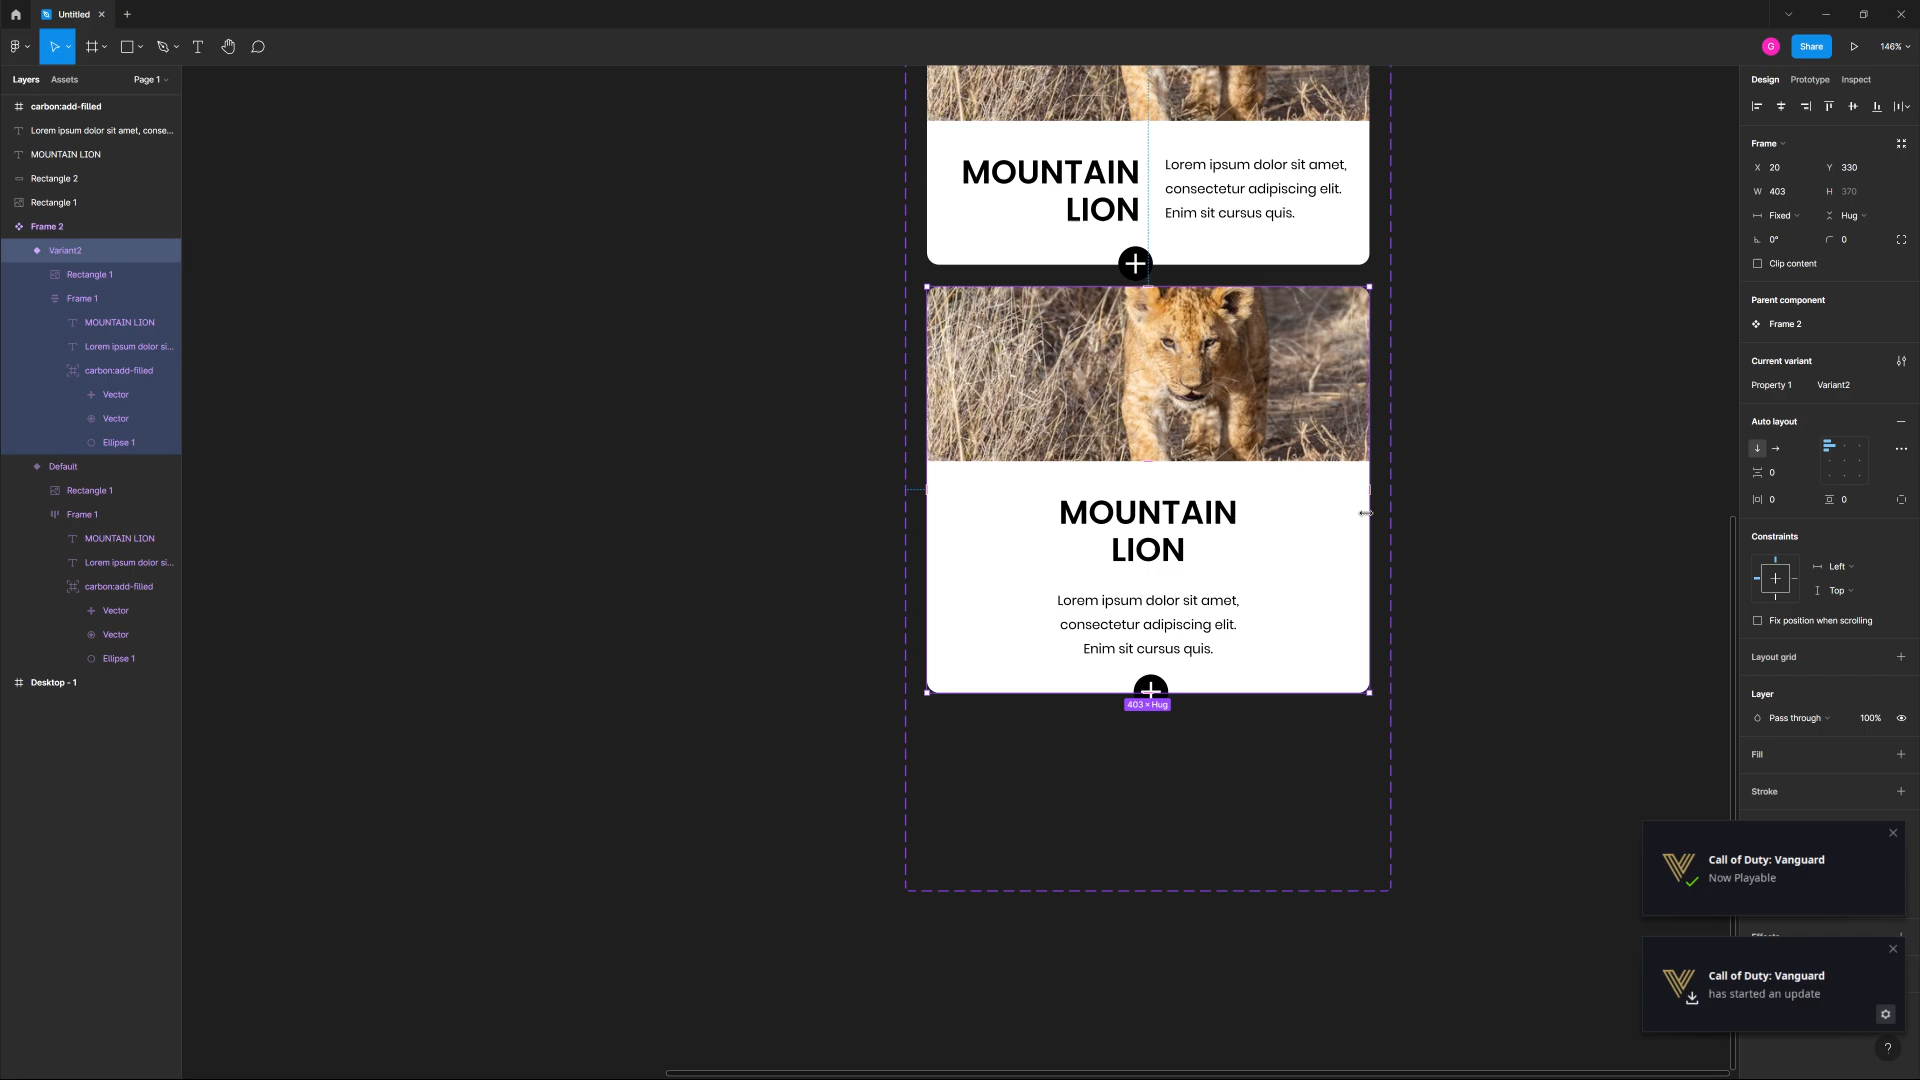 Untitled
Share
146%
Layers
Assets
Page 1
carbon:add-filled
Lorem ipsum dolor sit amet, conse...
MOUNTAIN LION
Rectangle 2
Rectangle 1
Frame 2
Variant2
Rectangle 1
Frame 1
MOUNTAIN LION
Lorem ipsum dolor si...
carbon:add-filled
Vector
Vector
Ellipse 1
Default
Rectangle 1
Frame 1
MOUNTAIN LION
Lorem ipsum dolor si...
carbon:add-filled
Vector
Vector
Ellipse 1
Desktop - 1
MOUNTAIN
LION
Lorem ipsum dolor sit amet,
consectetur adipiscing elit.
Enim sit cursus quis.
MOUNTAIN
LION
Lorem ipsum dolor sit amet,
consectetur adipiscing elit.
Enim sit cursus quis.
403 × Hug
G
Design
Prototype
Inspect
Frame
X 20
Y 330
W 403
H 370
Fixed
Hug
0°
0
Clip content
Parent component
Frame 2
Current variant
Property 1
Variant2
Auto layout
0
0
0
Constraints
Left
Top
Fix position when scrolling
Layout grid
Layer
Pass through
100%
Fill
Stroke
Call of Duty: Vanguard
Now Playable
Call of Duty: Vanguard
has started an update
?